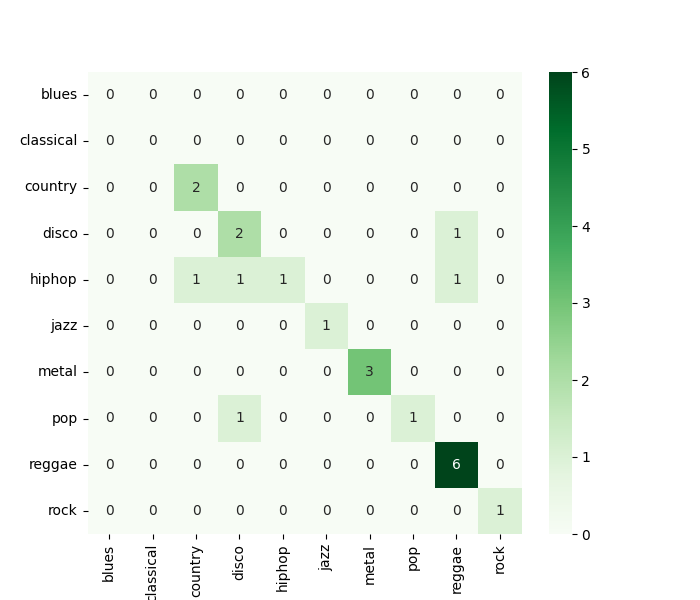 blues 0 0 0 0 0 0 0 0 0 0
classical 0 0 0 0 0 0 0 0 0 0
country 0 0 2 0 0 0 0 0 0 0
disco 0 0 0 2 0 0 0 0 1 0
hiphop 0 0 1 1 1 0 0 0 1 0
jazz 0 0 0 0 0 1 0 0 0 0
metal 0 0 0 0 0 0 3 0 0 0
pop 0 0 0 1 0 0 0 1 0 0
reggae 0 0 0 0 0 0 0 0 6 0
rock 0 0 0 0 0 0 0 0 0 1
blues
classical
country
disco
hiphop
jazz
metal
pop
reggae
rock
6
5
4
3
2
1
0